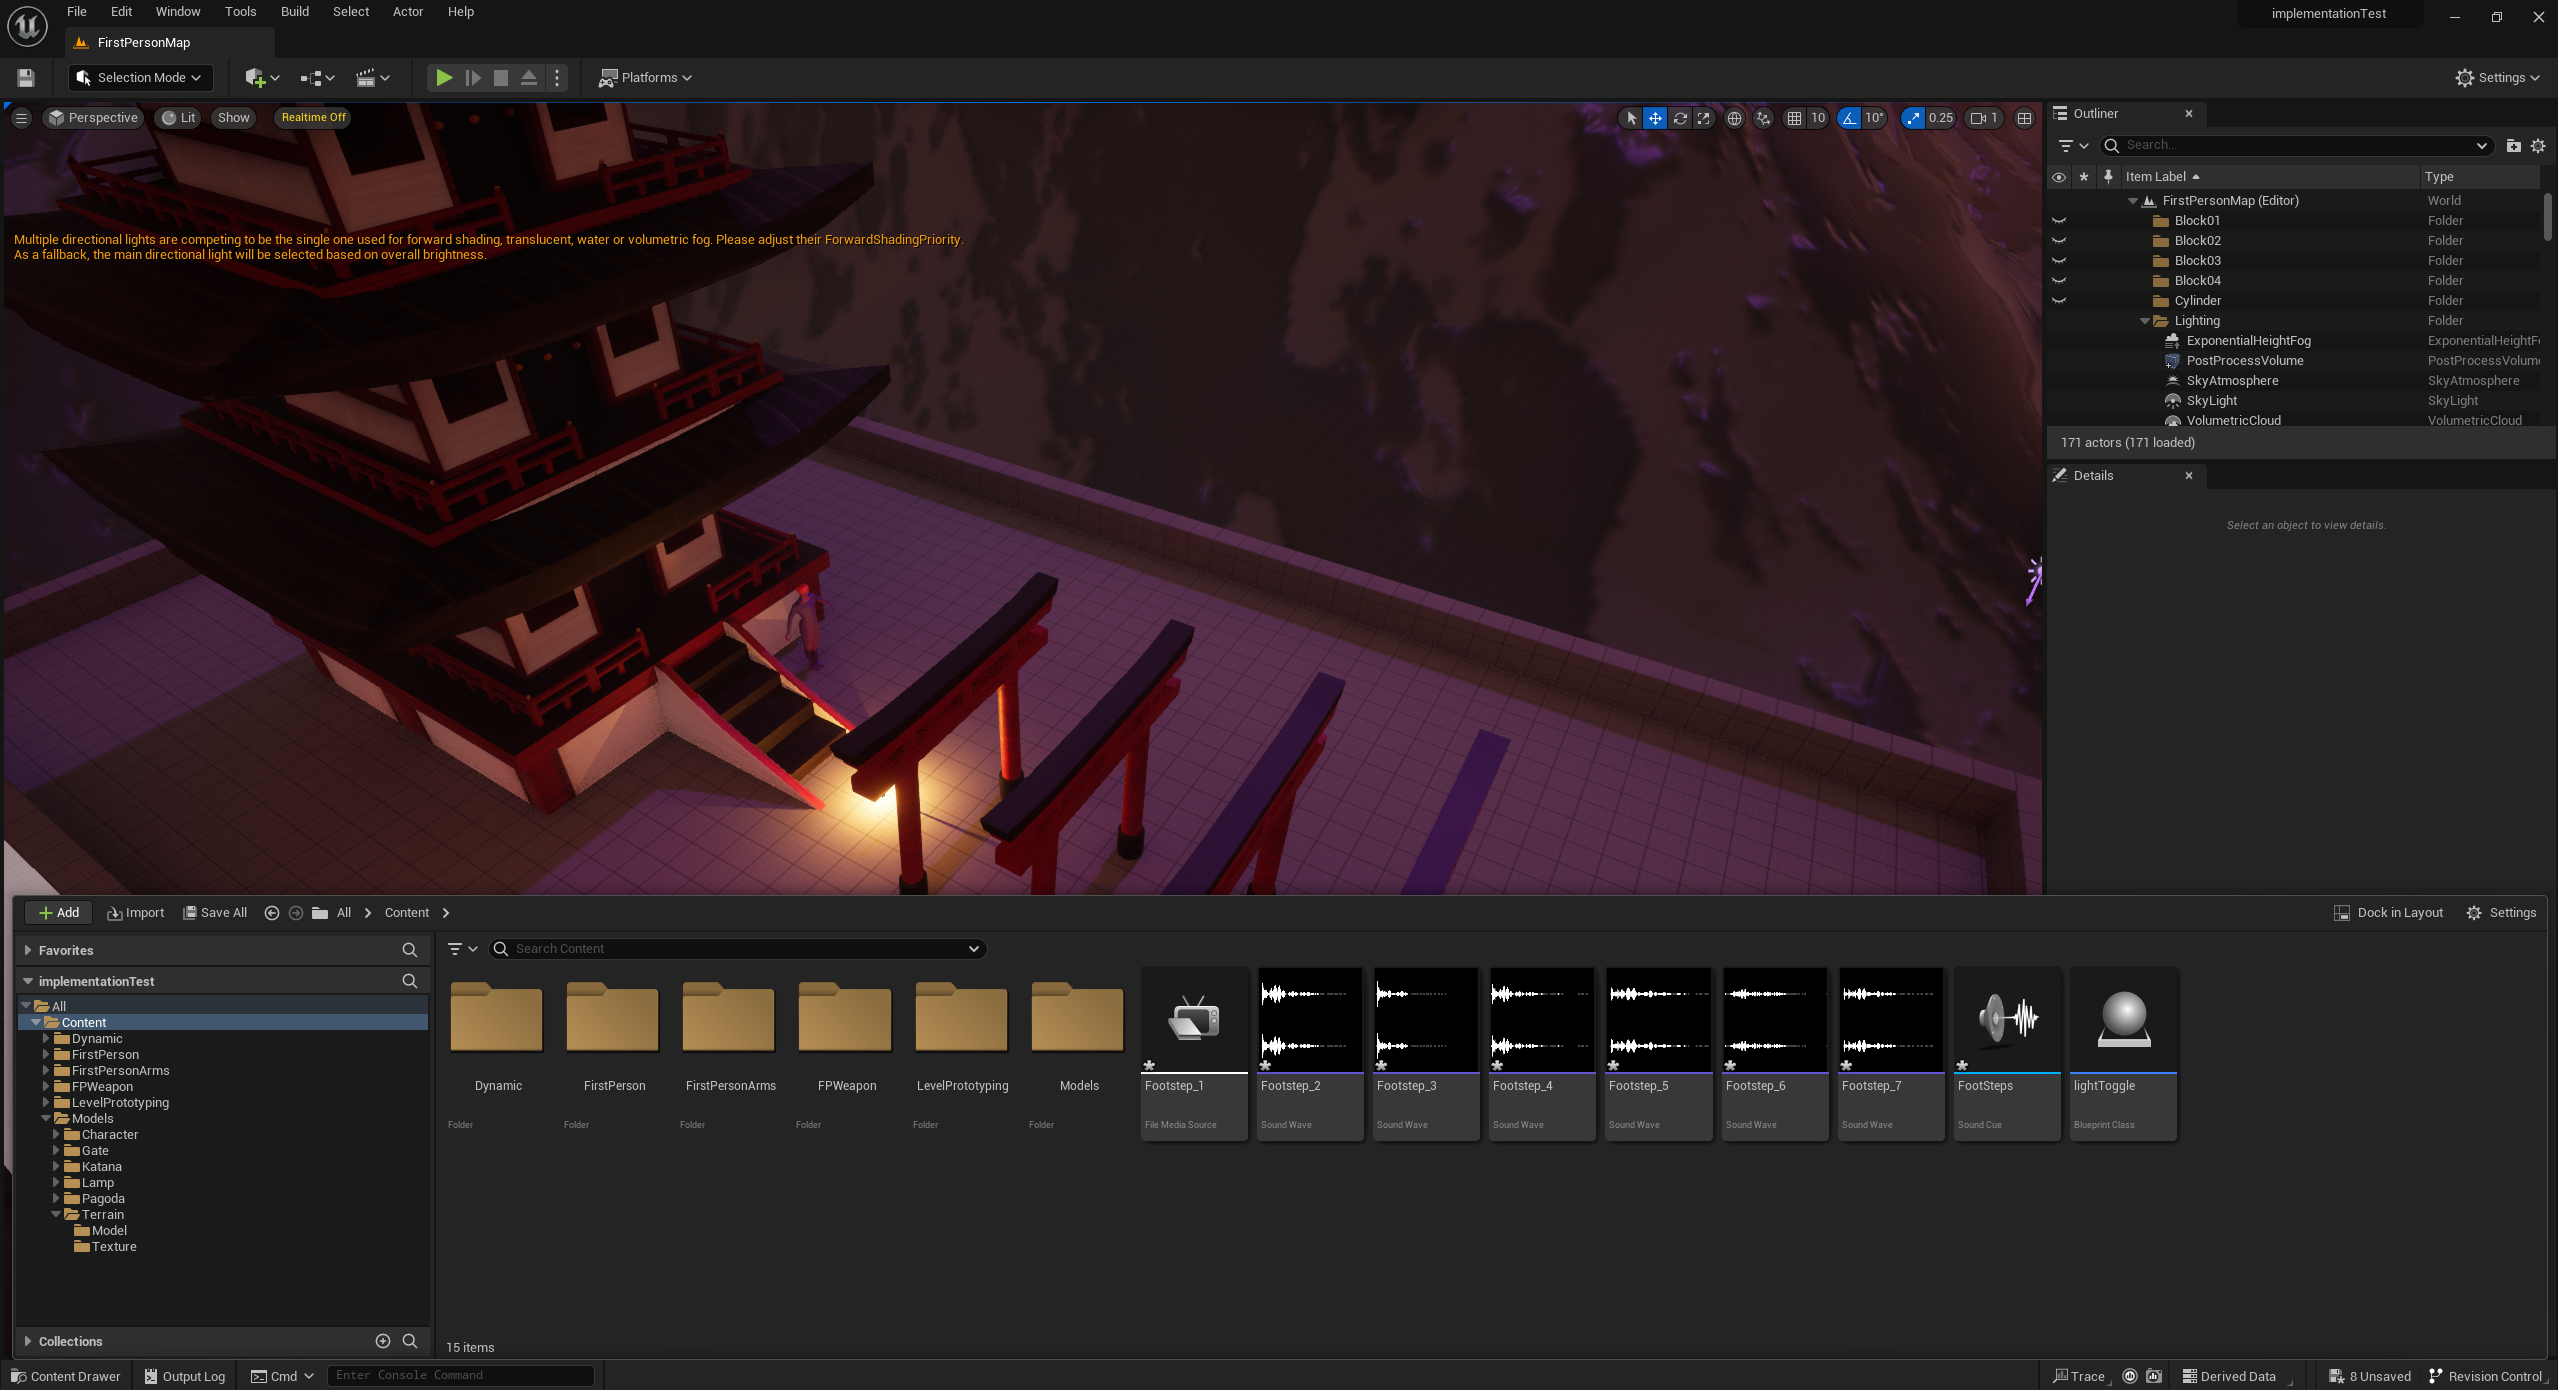 File Edit Window Tools Build Select Actor Help
implementationTest
FirstPersonMap
Selection Mode
Platforms
Settings
Perspective Lit Show Realtime Off
10 10° 0.25 1
Multiple directional lights are competing to be the single one used for forward shading, translucent, water or volumetric fog. Please adjust their ForwardShadingPriority.
As a fallback, the main directional light will be selected based on overall brightness.
Outliner
Search...
Item Label Type
FirstPersonMap (Editor) World
Block01 Folder
Block02 Folder
Block03 Folder
Block04 Folder
Cylinder Folder
Lighting Folder
ExponentialHeightFog ExponentialHeightF
PostProcessVolume PostProcessVolum
SkyAtmosphere SkyAtmosphere
SkyLight SkyLight
VolumetricCloud VolumetricCloud
171 actors (171 loaded)
Details
Select an object to view details.
Add Import Save All All Content
Dock in Layout Settings
Favorites
implementationTest
All
Content
Dynamic
FirstPerson
FirstPersonArms
FPWeapon
LevelPrototyping
Models
Character
Gate
Katana
Lamp
Pagoda
Terrain
Model
Texture
Collections
Search Content
Dynamic FirstPerson FirstPersonArms FPWeapon LevelPrototyping Models Footstep_1 Footstep_2 Footstep_3 Footstep_4 Footstep_5 Footstep_6 Footstep_7 FootSteps lightToggle
Folder Folder Folder Folder Folder Folder File Media Source Sound Wave Sound Wave Sound Wave Sound Wave Sound Wave Sound Wave Sound Cue Blueprint Class
15 items
Content Drawer Output Log Cmd Enter Console Command
Trace Derived Data 8 Unsaved Revision Control